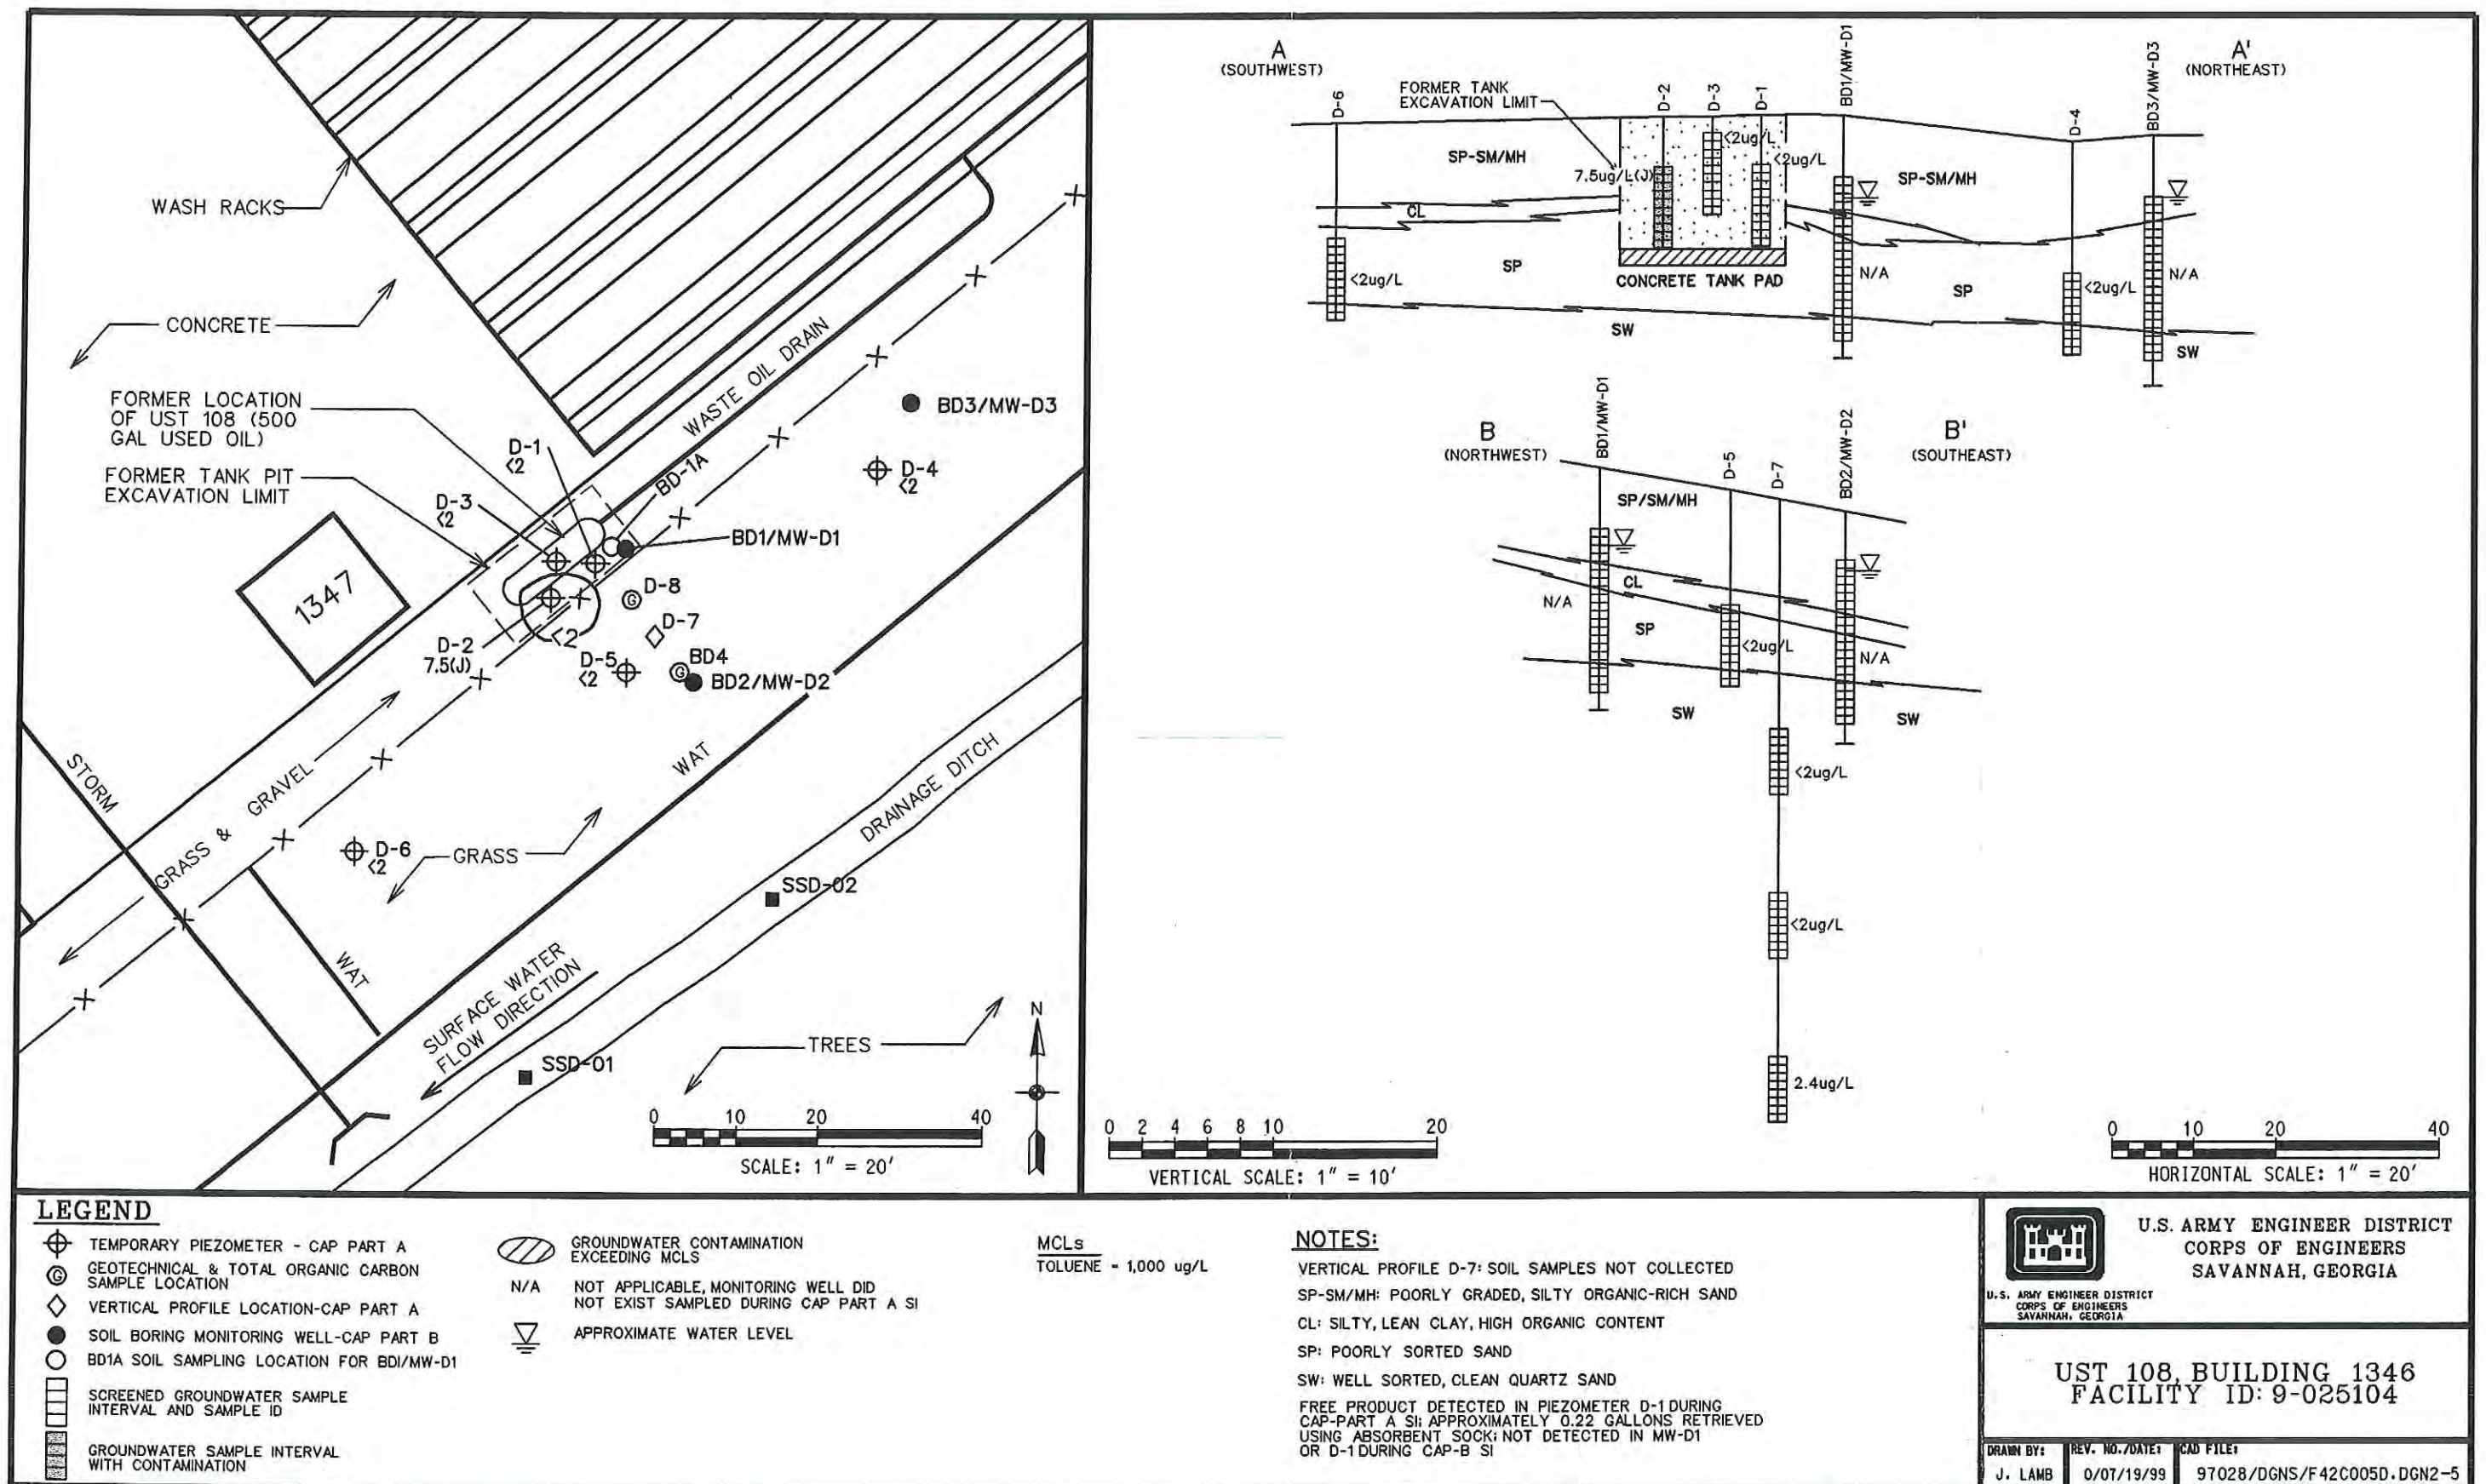 WASH RACKS
CONCRETE
FORMER LOCATION
OF UST 108 (500
GAL USED OIL)
FORMER TANK PIT
EXCAVATION LIMIT
WASTE OIL DRAIN
D-1
<2
BD-1A
D-3
<2
BD3/MW-D3
D-4
<2
BD1/MW-D1
1347
D-8
D-7
D-2
7.5(J)
<2
D-5
<2
BD4
BD2/MW-D2
STORM
GRASS & GRAVEL
WAT
DRAINAGE DITCH
D-6
<2
GRASS
SSD-02
WAT
SURFACE WATER
FLOW DIRECTION
SSD-01
TREES
N
0 10 20 40
SCALE: 1" = 20'
A
(SOUTHWEST)
A'
(NORTHEAST)
FORMER TANK
EXCAVATION LIMIT
D-6
D-2
D-3
D-1
BD1/MW-D1
D-4
BD3/MW-D3
<2ug/L
<2ug/L
7.5ug/L(J)
SP-SM/MH
SP-SM/MH
CL
SP
<2ug/L
CONCRETE TANK PAD
N/A
SP
<2ug/L
N/A
SW
SW
B
(NORTHWEST)
B'
(SOUTHEAST)
BD1/MW-D1
D-5
D-7
BD2/MW-D2
SP/SM/MH
CL
N/A
SP
<2ug/L
N/A
SW
SW
<2ug/L
<2ug/L
2.4ug/L
0 2 4 6 8 10 20
VERTICAL SCALE: 1" = 10'
0 10 20 40
HORIZONTAL SCALE: 1" = 20'
LEGEND
TEMPORARY PIEZOMETER - CAP PART A
G GEOTECHNICAL & TOTAL ORGANIC CARBON
SAMPLE LOCATION
VERTICAL PROFILE LOCATION-CAP PART A
SOIL BORING MONITORING WELL-CAP PART B
BD1A SOIL SAMPLING LOCATION FOR BDI/MW-D1
SCREENED GROUNDWATER SAMPLE
INTERVAL AND SAMPLE ID
GROUNDWATER SAMPLE INTERVAL
WITH CONTAMINATION
GROUNDWATER CONTAMINATION
EXCEEDING MCLS
N/A NOT APPLICABLE, MONITORING WELL DID
NOT EXIST SAMPLED DURING CAP PART A SI
APPROXIMATE WATER LEVEL
MCLs
TOLUENE = 1,000 ug/L
NOTES:
VERTICAL PROFILE D-7: SOIL SAMPLES NOT COLLECTED
SP-SM/MH: POORLY GRADED, SILTY ORGANIC-RICH SAND
CL: SILTY, LEAN CLAY, HIGH ORGANIC CONTENT
SP: POORLY SORTED SAND
SW: WELL SORTED, CLEAN QUARTZ SAND
FREE PRODUCT DETECTED IN PIEZOMETER D-1 DURING
CAP-PART A SI; APPROXIMATELY 0.22 GALLONS RETRIEVED
USING ABSORBENT SOCK; NOT DETECTED IN MW-D1
OR D-1 DURING CAP-B SI
U.S. ARMY ENGINEER DISTRICT
CORPS OF ENGINEERS
SAVANNAH, GEORGIA
U.S. ARMY ENGINEER DISTRICT
CORPS OF ENGINEERS
SAVANNAH, GEORGIA
UST 108, BUILDING 1346
FACILITY ID: 9-025104
DRAWN BY:
J. LAMB
REV. NO./DATE:
0/07/19/99
CAD FILE:
97028/DGNS/F42C005D.DGN2-5